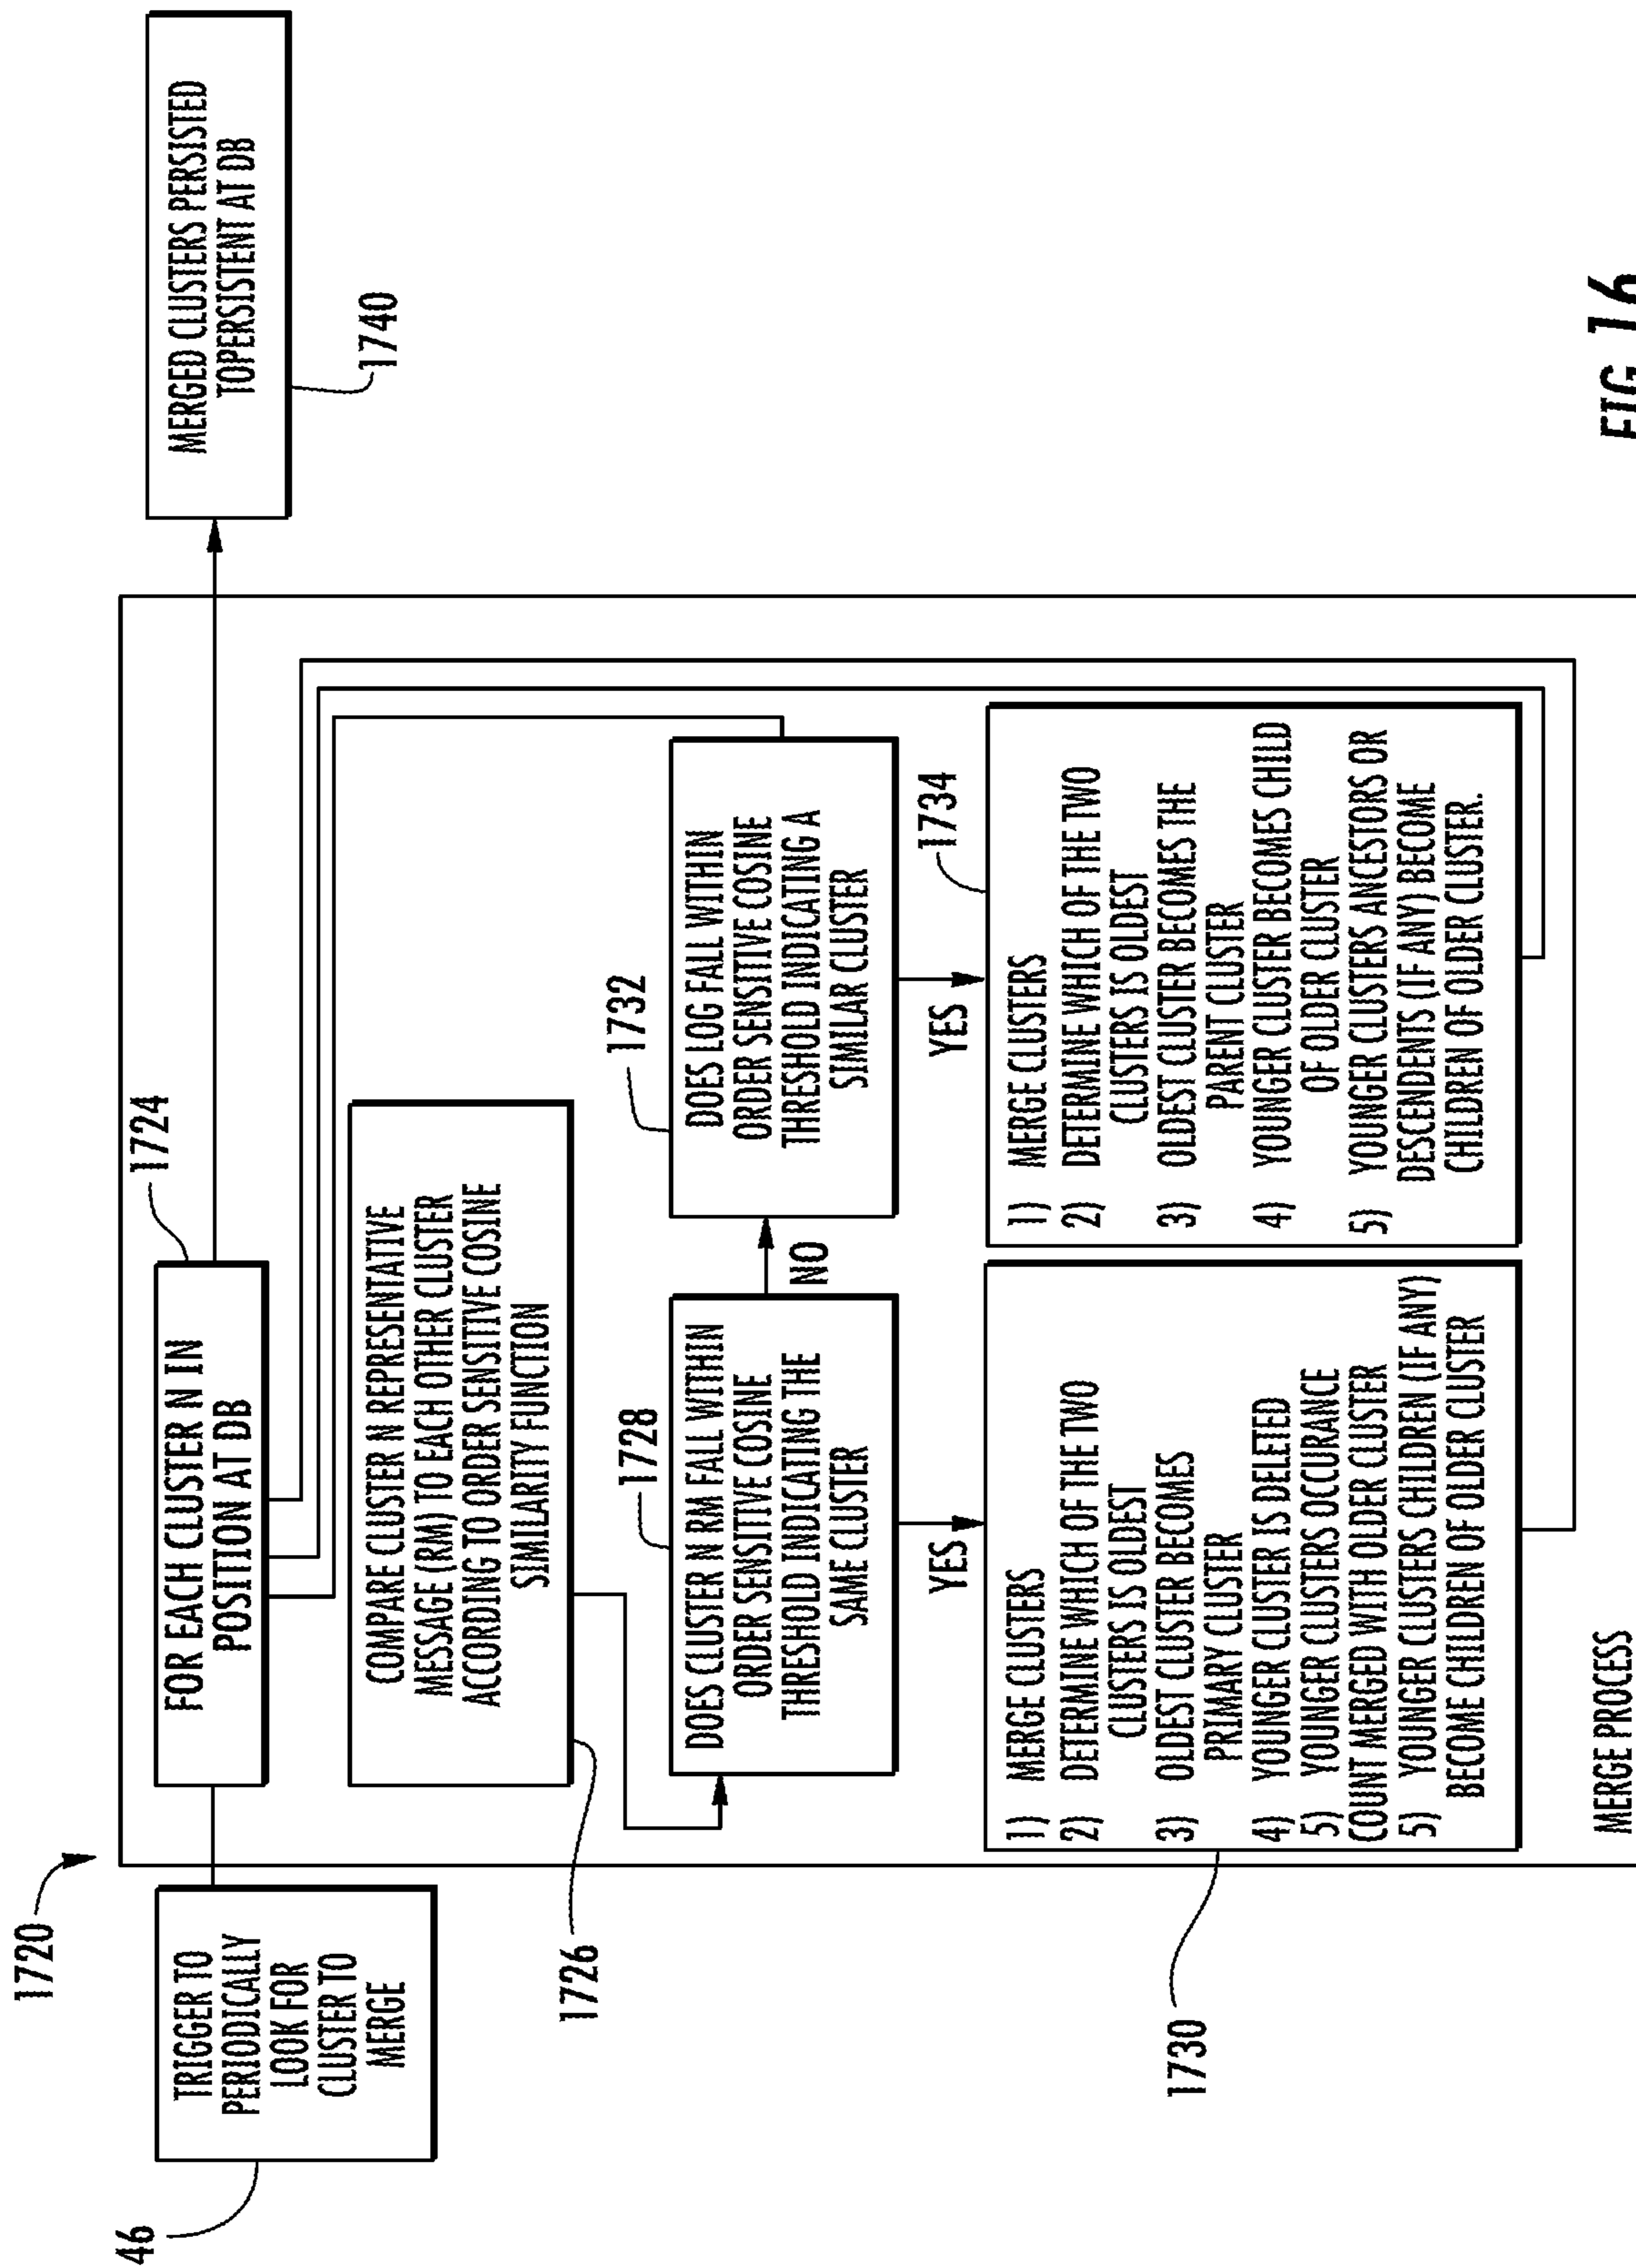 1720
46
TRIGGER TO
PERIODICALLY
LOOK FOR
CLUSTER TO
MERGE
1724
FOR EACH CLUSTER N IN
POSITION AT DB
MERGED CLUSTERS PERSISTED
TOPERSISTENT AT DB
1740
COMPARE CLUSTER N REPRESENTATIVE
MESSAGE (RM) TO EACH OTHER CLUSTER
ACCORDING TO ORDER SENSITIVE COSINE
SIMILARITY FUNCTION
1726
1728
DOES CLUSTER N RM FALL WITHIN
ORDER SENSITIVE COSINE
THRESHOLD INDICATING THE
SAME CLUSTER
NO
1732
DOES LOG FALL WITHIN
ORDER SENSITIVE COSINE
THRESHOLD INDICATING A
SIMILAR CLUSTER
YES
YES
1730
1) MERGE CLUSTERS
2) DETERMINE WHICH OF THE TWO
CLUSTERS IS OLDEST
3) OLDEST CLUSTER BECOMES
PRIMARY CLUSTER
4) YOUNGER CLUSTER IS DELETED
5) YOUNGER CLUSTERS OCCURANCE
COUNT MERGED WITH OLDER CLUSTER
5) YOUNGER CLUSTERS CHILDREN (IF ANY)
BECOME CHILDREN OF OLDER CLUSTER
1734
1) MERGE CLUSTERS
2) DETERMINE WHICH OF THE TWO
CLUSTERS IS OLDEST
3) OLDEST CLUSTER BECOMES THE
PARENT CLUSTER
4) YOUNGER CLUSTER BECOMES CHILD
OF OLDER CLUSTER
5) YOUNGER CLUSTERS ANCESTORS OR
DESCENDENTS (IF ANY) BECOME
CHILDREN OF OLDER CLUSTER.
MERGE PROCESS
FIG. 16